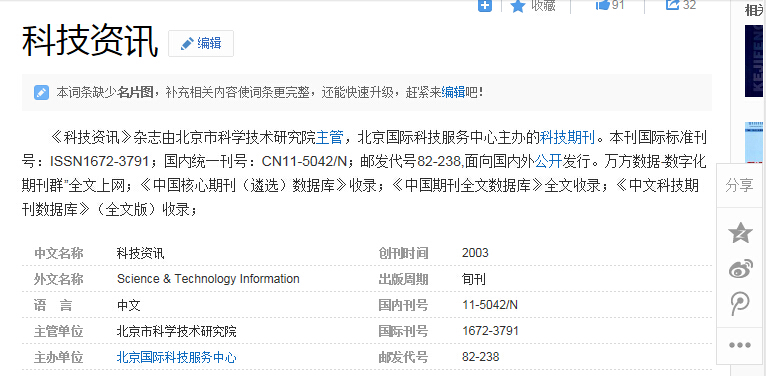 收藏
91
32
科技资讯
编辑
本词条缺少名片图，补充相关内容使词条更完整，还能快速升级，赶紧来编辑吧！
《科技资讯》杂志由北京市科学技术研究院主管，北京国际科技服务中心主办的科技期刊。本刊国际标准刊
号：ISSN1672-3791；国内统一刊号：CN11-5042/N；邮发代号82-238,面向国内外公开发行。万方数据-数字化
期刊群”全文上网；《中国核心期刊（遴选）数据库》收录；《中国期刊全文数据库》全文收录；《中文科技期
刊数据库》（全文版）收录；
中文名称 科技资讯 创刊时间 2003
外文名称 Science & Technology Information 出版周期 旬刊
语 言 中文 国内刊号 11-5042/N
主管单位 北京市科学技术研究院 国际刊号 1672-3791
主办单位 北京国际科技服务中心 邮发代号 82-238
KEJIFENG
分享